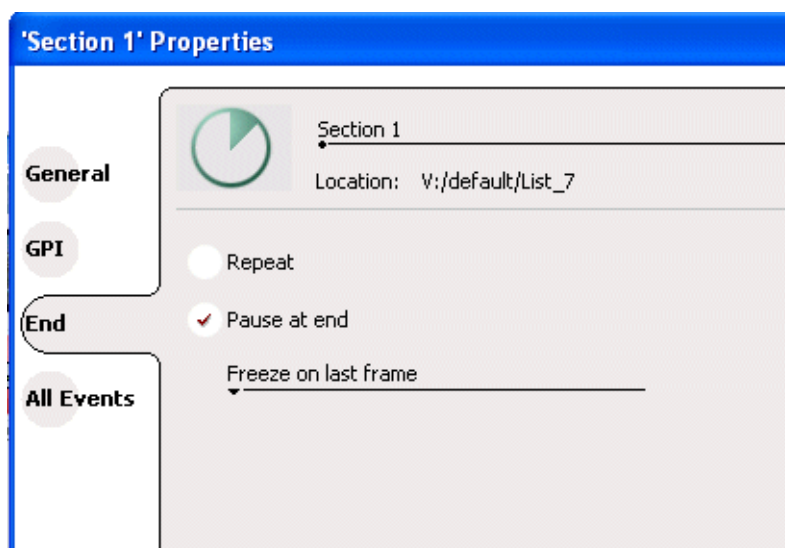 'Section 1' Properties
Section 1
Location: V:/default/List_7
General
GPI
End
All Events
Repeat
Pause at end
Freeze on last frame